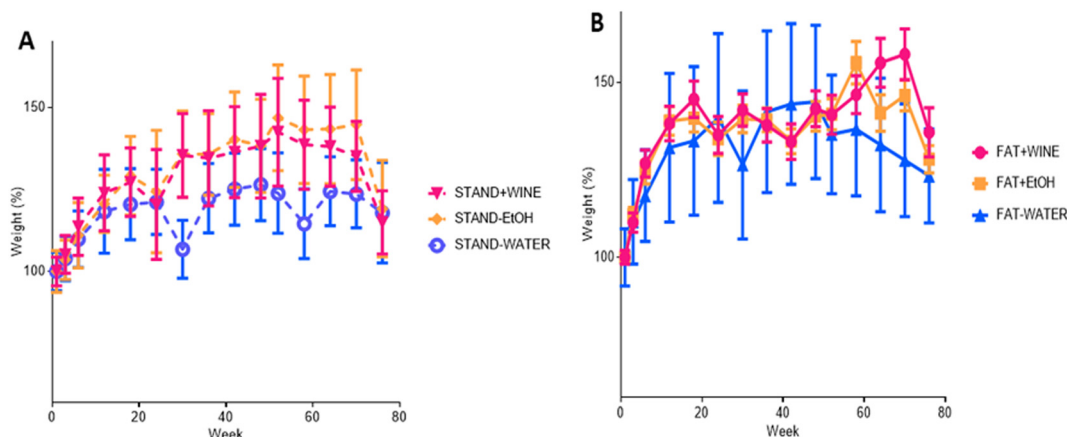 A
Weight (%)
150
100
0
20
40
60
80
Week
STAND+WINE
STAND-EtOH
STAND-WATER
B
Weight (%)
150
100
0
20
40
60
80
Week
FAT+WINE
FAT+EtOH
FAT-WATER